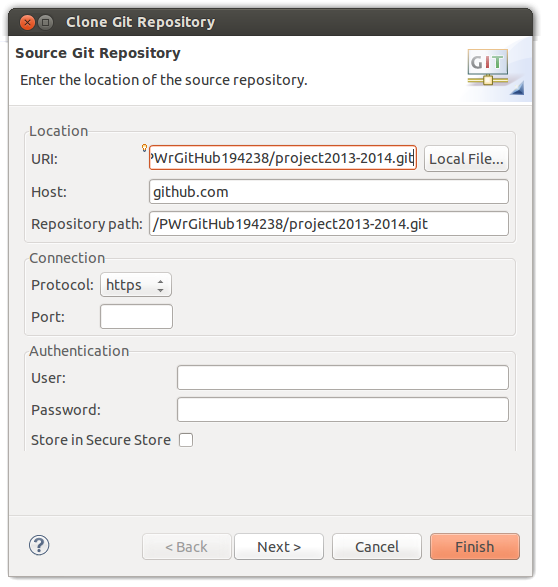 Clone Git Repository
Source Git Repository
Enter the location of the source repository.
GIT
Location
URI: PWrGitHub194238/project2013-2014.git Local File...
Host: github.com
Repository path: /PWrGitHub194238/project2013-2014.git
Connection
Protocol: https
Port:
Authentication
User:
Password:
Store in Secure Store
? < Back Next > Cancel Finish